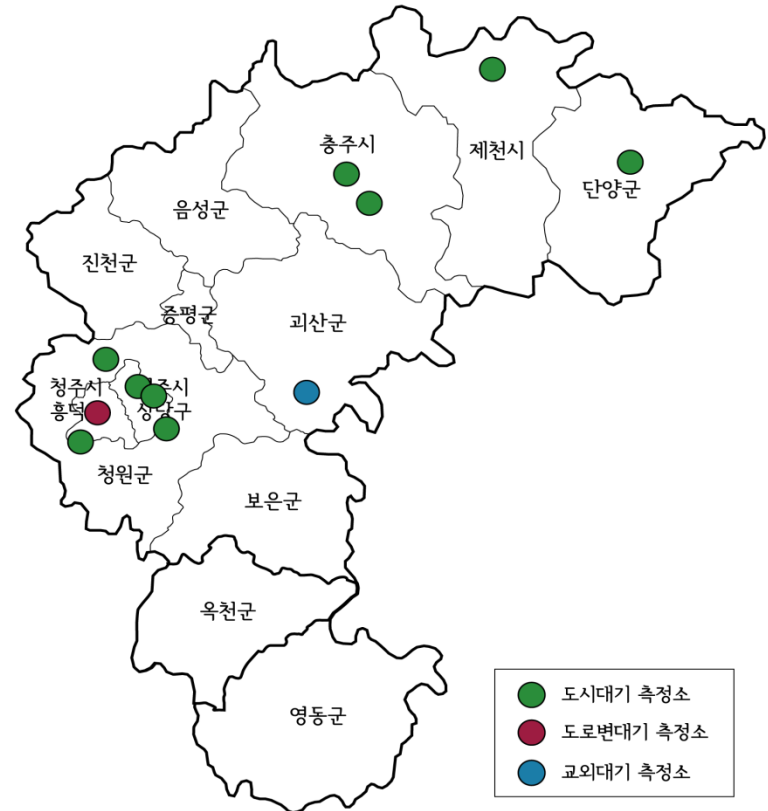 충주시
제천시
단양군
음성군
진천군
증평군
괴산군
청주시
흥덕
주시
상당구
청원군
보은군
옥천군
영동군
도시대기 측정소
도로변대기 측정소
교외대기 측정소